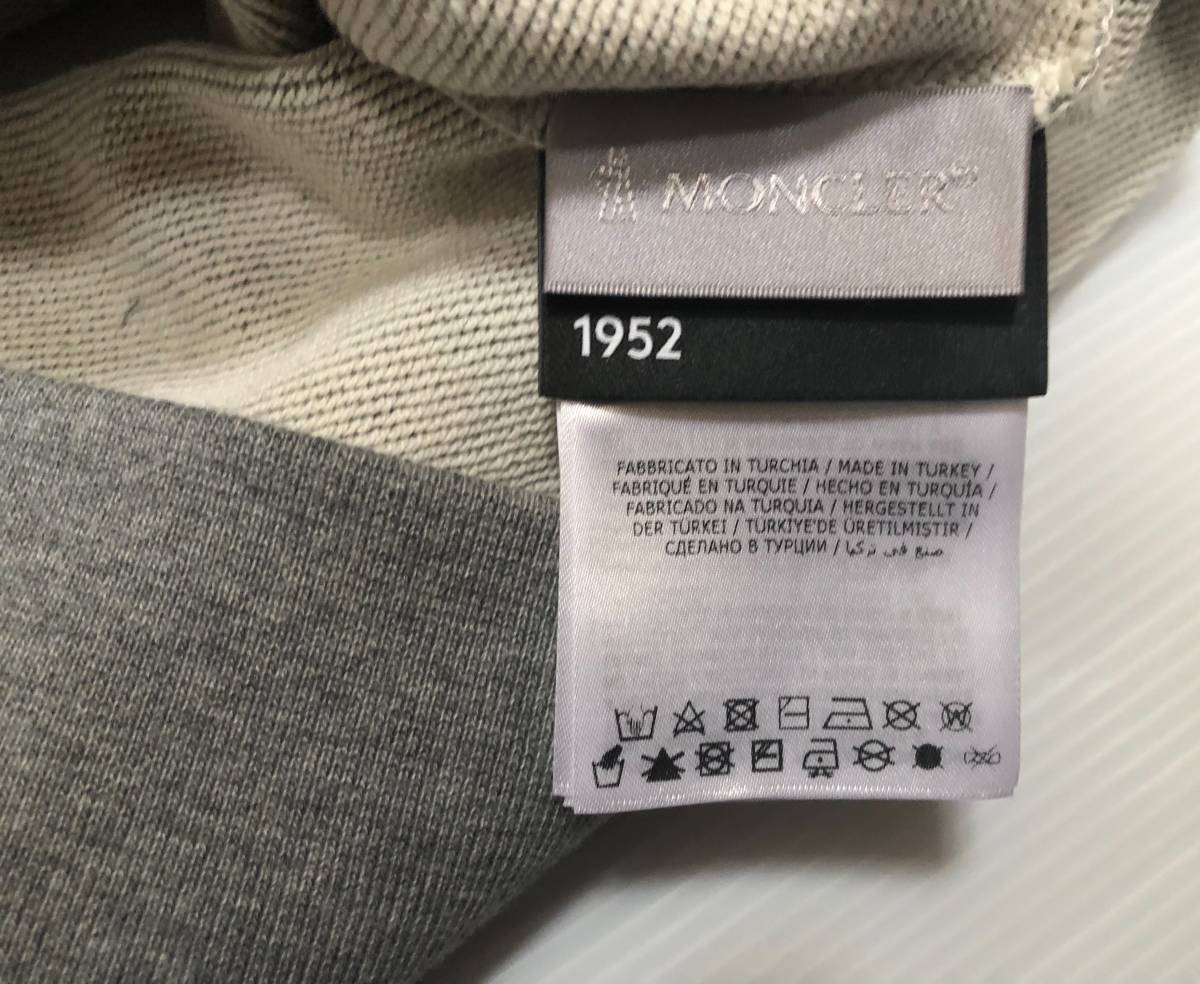 MONCLER
1952
FABBRICATO IN TURCHIA / MADE IN TURKEY /
FABRIQUÉ EN TURQUIE / HECHO EN TURQUÍA /
FABRICADO NA TURQUIA / HERGESTELLT IN
DER TÜRKEI / TÜRKIYE'DE ÜRETILMISTIR /
СДЕЛАНО В ТУРЦИИ / صنع في تركيا